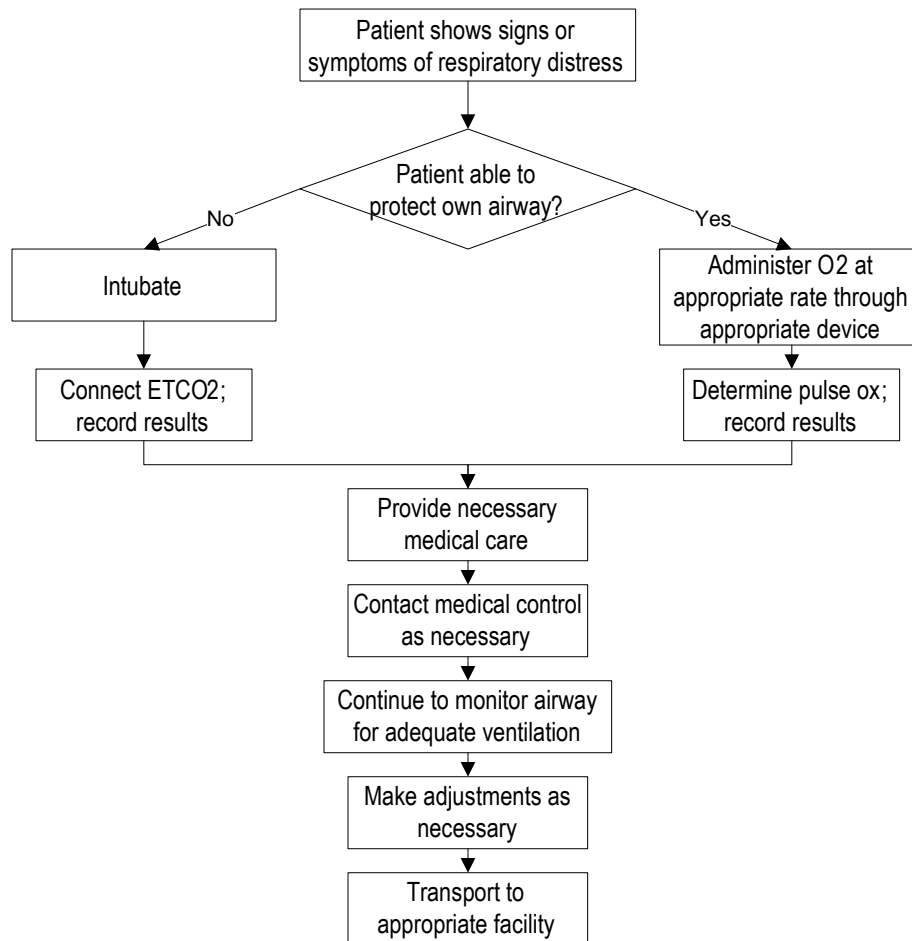 Patient shows signs or
symptoms of respiratory distress
Patient able to
protect own airway?
No
Yes
Intubate
Administer O2 at
appropriate rate through
appropriate device
Connect ETCO2;
record results
Determine pulse ox;
record results
Provide necessary
medical care
Contact medical control
as necessary
Continue to monitor airway
for adequate ventilation
Make adjustments as
necessary
Transport to
appropriate facility